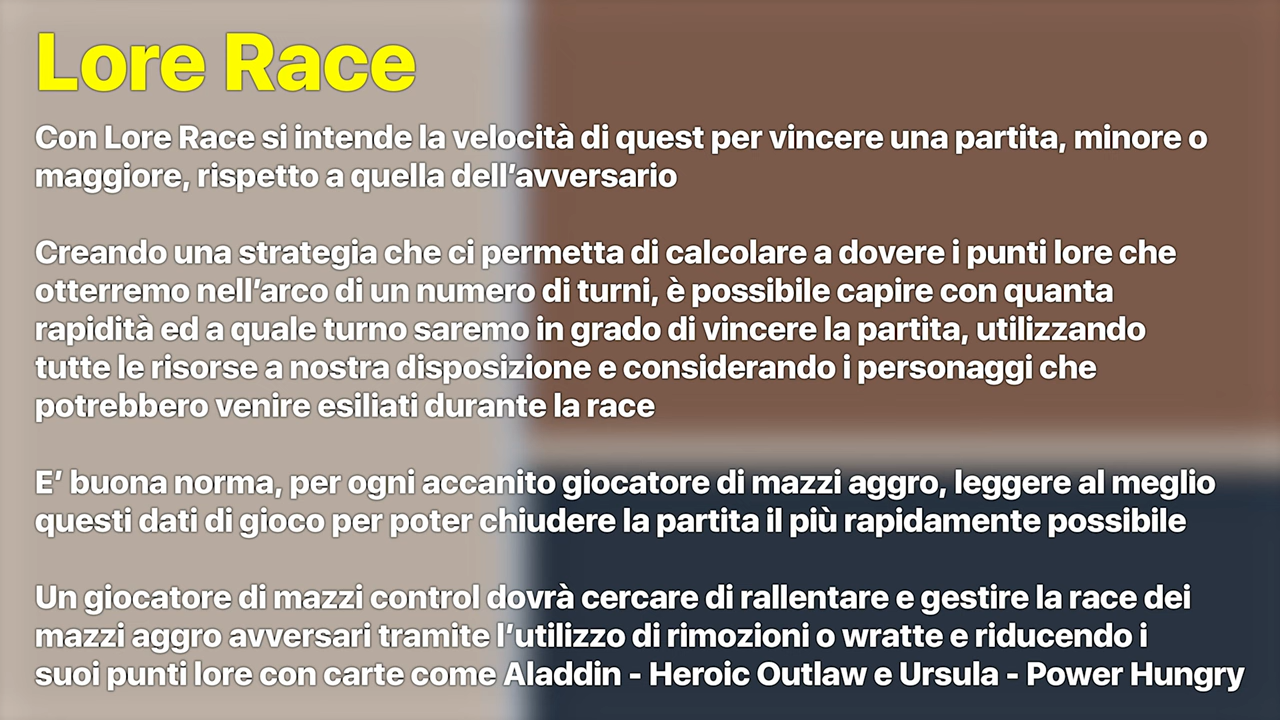 Lore Race
Con Lore Race si intende la velocità di quest per vincere una partita, minore o
maggiore, rispetto a quella dell’avversario
Creando una strategia che ci permetta di calcolare a dovere i punti lore che
otterremo nell’arco di un numero di turni, è possibile capire con quanta
rapidità ed a quale turno saremo in grado di vincere la partita, utilizzando
tutte le risorse a nostra disposizione e considerando i personaggi che
potrebbero venire esiliati durante la race
E’ buona norma, per ogni accanito giocatore di mazzi aggro, leggere al meglio
questi dati di gioco per poter chiudere la partita il più rapidamente possibile
Un giocatore di mazzi control dovrà cercare di rallentare e gestire la race dei
mazzi aggro avversari tramite l’utilizzo di rimozioni o wratte e riducendo i
suoi punti lore con carte come Aladdin - Heroic Outlaw e Ursula - Power Hungry